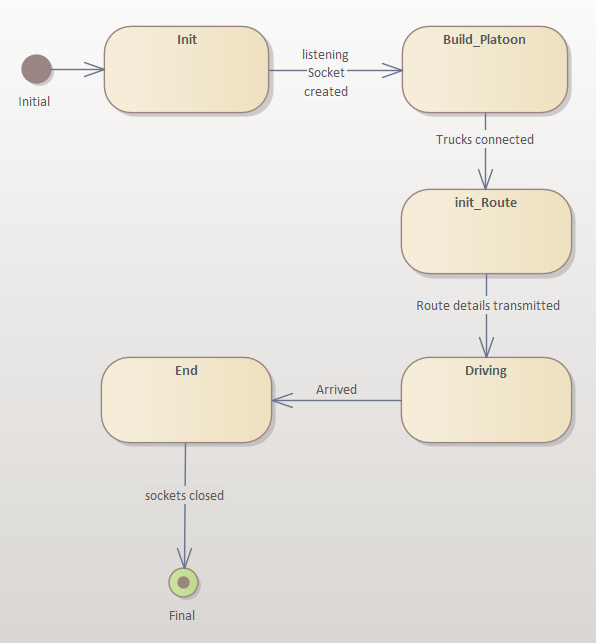 Init
Build_Platoon
listening
Socket
created
Initial
Trucks connected
init_Route
Route details transmitted
End
Driving
Arrived
sockets closed
Final